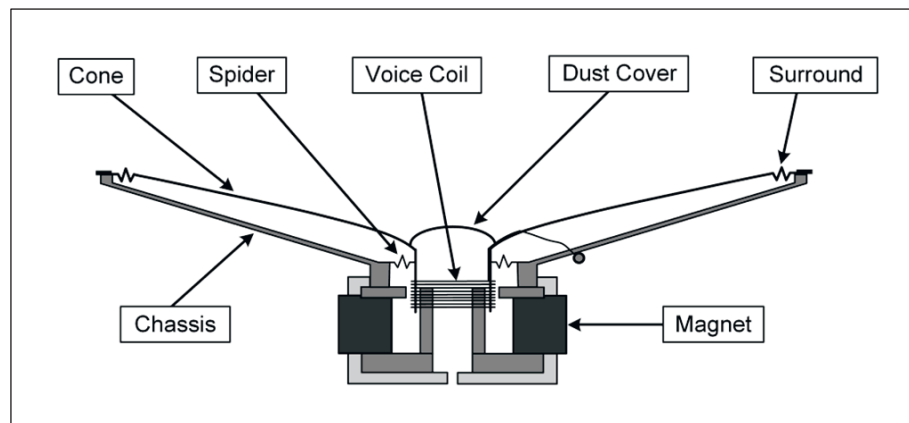 Cone
Spider
Voice Coil
Dust Cover
Surround
Chassis
Magnet